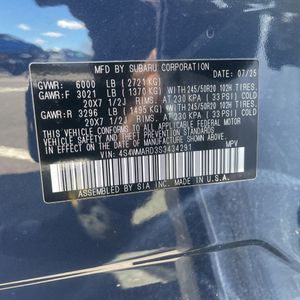 MFD BY SUBARU CORPORATION
DATE 07/25
GVWR: 6000 LB (2721 KG)
GAWR:F 3021 LB (1370 KG) WITH 245/50R20 102H TIRES
20X7 1/2J RIMS. AT 230 KPA ( 33 PSI) COLD
GAWR:R 3296 LB (1495 KG) WITH 245/50R20 102H TIRES
20X7 1/2J RIMS. AT 230 KPA ( 33 PSI) COLD
THIS VEHICLE CONFORMS TO ALL APPLICABLE FEDERAL MOTOR
VEHICLE SAFETY STANDARDS IN EFFECT ON THE DATE OF
MANUFACTURE SHOWN ABOVE.
VIN: 4S4WMARD3S3434291 MPV
ASSEMBLED BY SIA INC. MADE IN U.S.A.